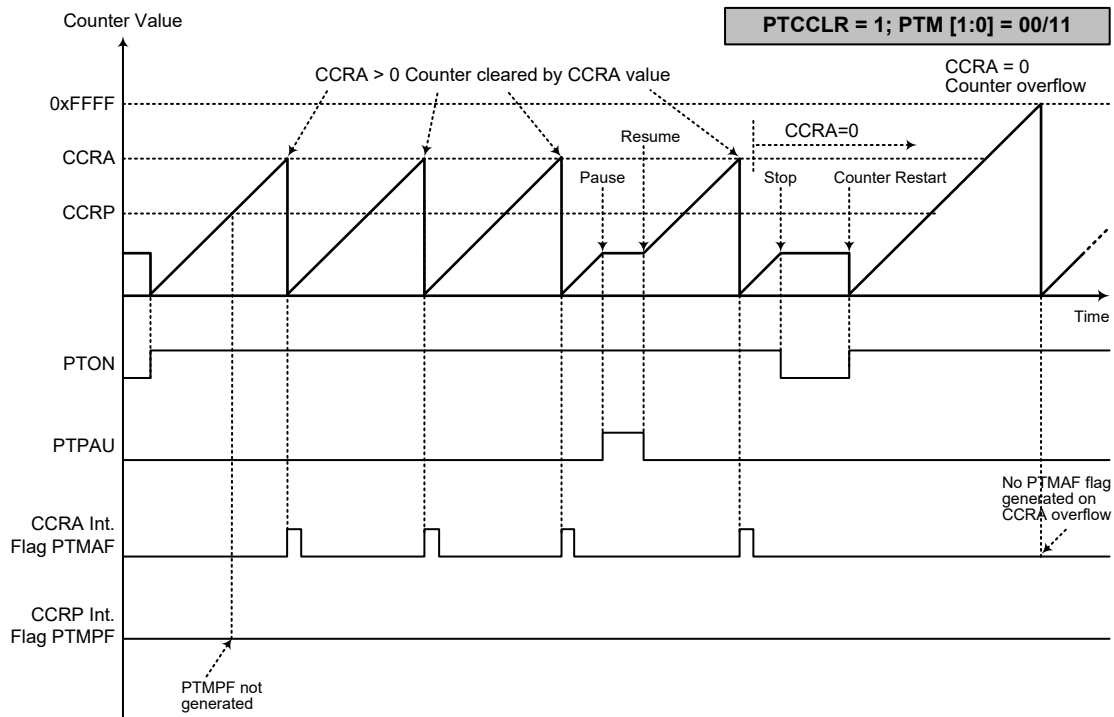 Counter Value
PTCCLR = 1; PTM [1:0] = 00/11
CCRA > 0 Counter cleared by CCRA value
CCRA = 0
Counter overflow
0xFFFF
Resume
CCRA=0
CCRA
Pause
Stop
Counter Restart
CCRP
Time
PTON
PTPAU
No PTMAF flag
generated on
CCRA overflow
CCRA Int.
Flag PTMAF
CCRP Int.
Flag PTMPF
PTMPF not
generated